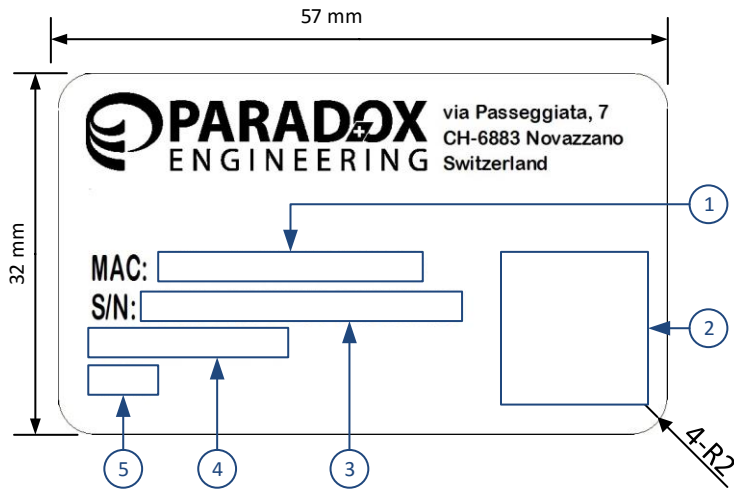 57 mm
32 mm
PARADOX
ENGINEERING
via Passeggiata, 7
CH-6883 Novazzano
Switzerland
1
MAC:
S/N:
2
4-R2
5
4
3